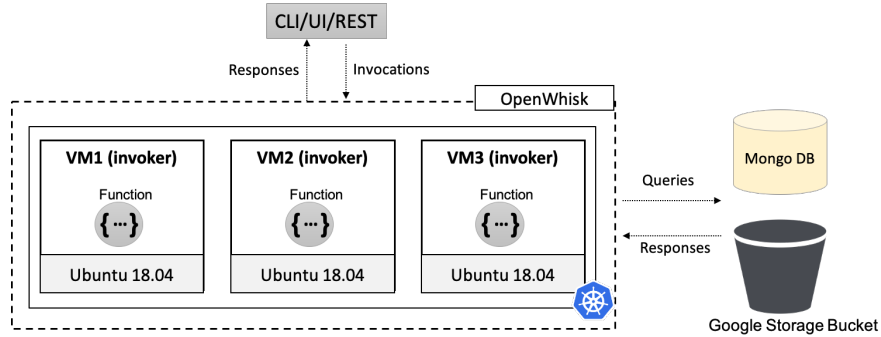 CLI/UI/REST
Responses
Invocations
OpenWhisk
VM1 (invoker)
VM2 (invoker)
VM3 (invoker)
Function
Function
Function
{···}
{···}
{···}
Ubuntu 18.04
Ubuntu 18.04
Ubuntu 18.04
Queries
Responses
Mongo DB
Google Storage Bucket